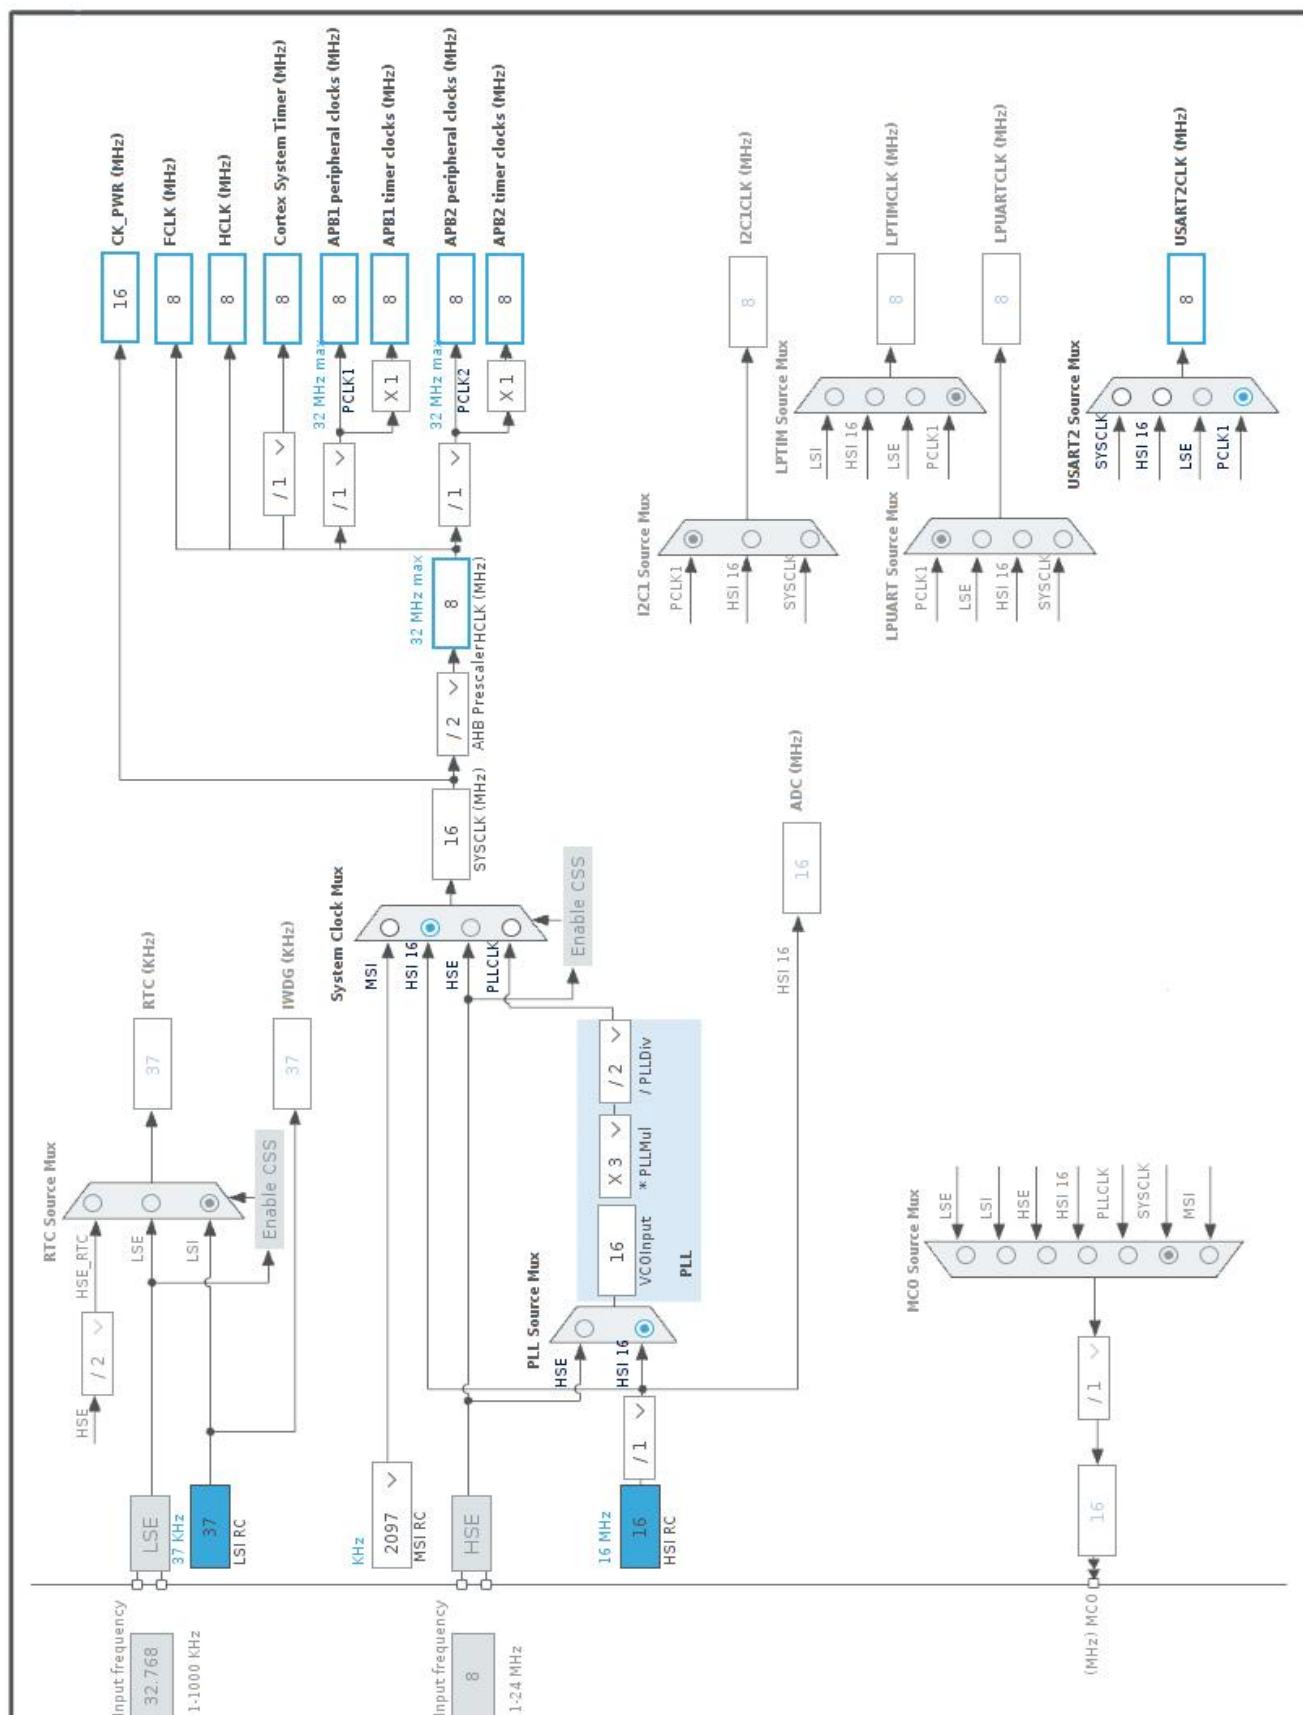 RTC Source Mux
HSE
/ 2
HSE_RTC
LSE
LSI
Enable CSS
RTC (KHz)
37
IWDG (KHz)
37
Input frequency
32.768
1-1000 KHz
LSE
37 KHz
37
LSI RC
KHz
2097
MSI RC
Input frequency
8
1-24 MHz
HSE
16 MHz
16
HSI RC
/ 1
PLL Source Mux
HSE
HSI 16
16
VCOInput
X 3
* PLLMul
/ 2
/ PLLDiv
PLL
System Clock Mux
MSI
HSI 16
HSE
PLLCLK
Enable CSS
16
SYSCLK (MHz)
/ 2
AHB Prescaler
32 MHz max
8
HCLK (MHz)
16
CK_PWR (MHz)
8
FCLK (MHz)
8
HCLK (MHz)
/ 1
8
Cortex System Timer (MHz)
/ 1
32 MHz max
PCLK1
8
APB1 peripheral clocks (MHz)
X 1
8
APB1 timer clocks (MHz)
/ 1
32 MHz max
PCLK2
8
APB2 peripheral clocks (MHz)
X 1
8
APB2 timer clocks (MHz)
HSI 16
16
ADC (MHz)
I2C1 Source Mux
PCLK1
HSI 16
SYSCLK
8
I2C1CLK (MHz)
LPTIM Source Mux
LSI
HSI 16
LSE
PCLK1
8
LPTIMCLK (MHz)
LPUART Source Mux
PCLK1
LSE
HSI 16
SYSCLK
8
LPUARTCLK (MHz)
USART2 Source Mux
SYSCLK
HSI 16
LSE
PCLK1
8
USART2CLK (MHz)
MCO Source Mux
LSE
LSI
HSE
HSI 16
PLLCLK
SYSCLK
MSI
/ 1
16
(MHz) MCO